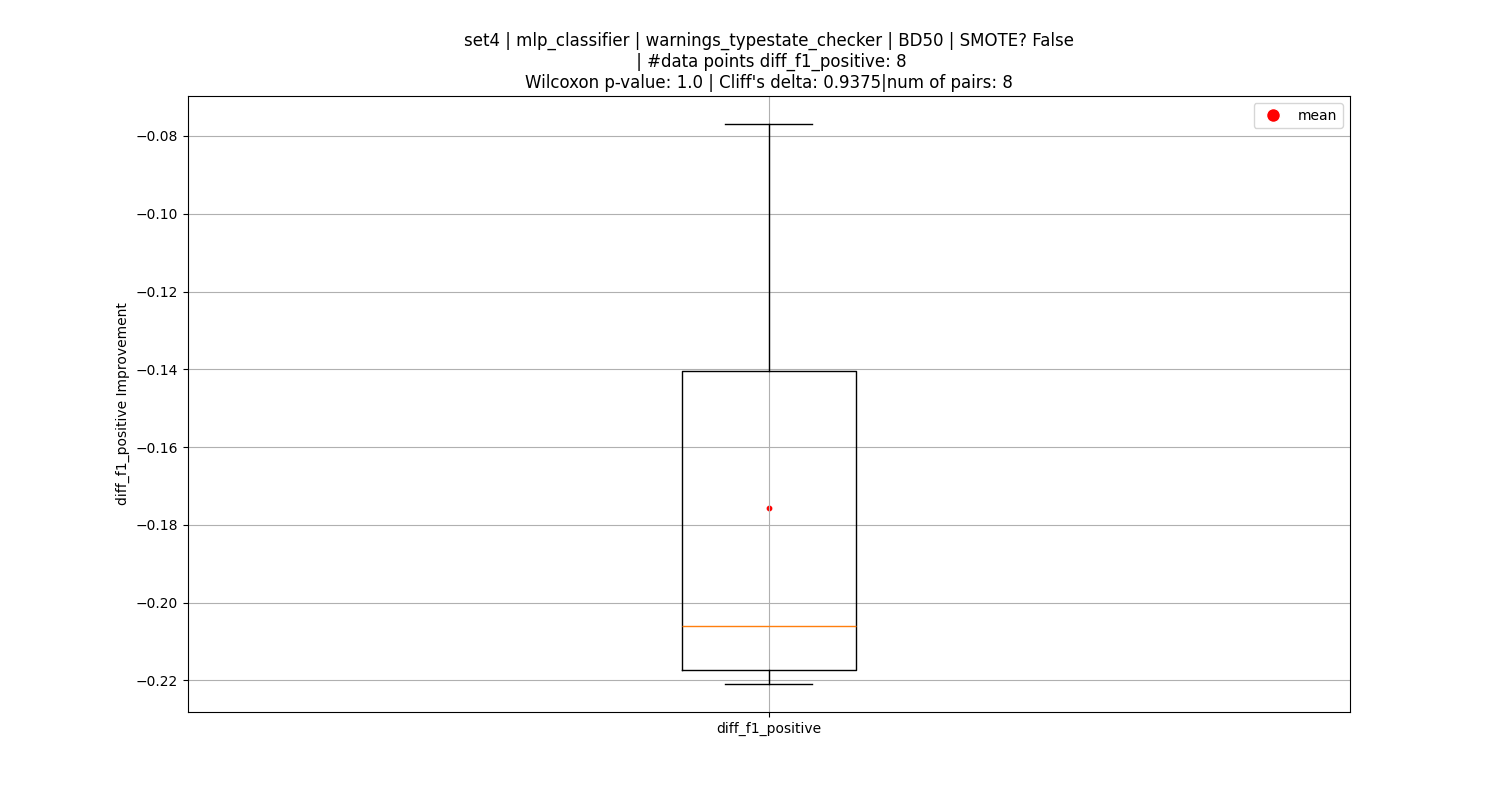 set4 | mlp_classifier | warnings_typestate_checker | BD50 | SMOTE? False
| #data points diff_f1_positive: 8
Wilcoxon p-value: 1.0 | Cliff's delta: 0.9375|num of pairs: 8
mean
−0.08
−0.10
−0.12
−0.14
−0.16
−0.18
−0.20
−0.22
diff_f1_positive Improvement
diff_f1_positive